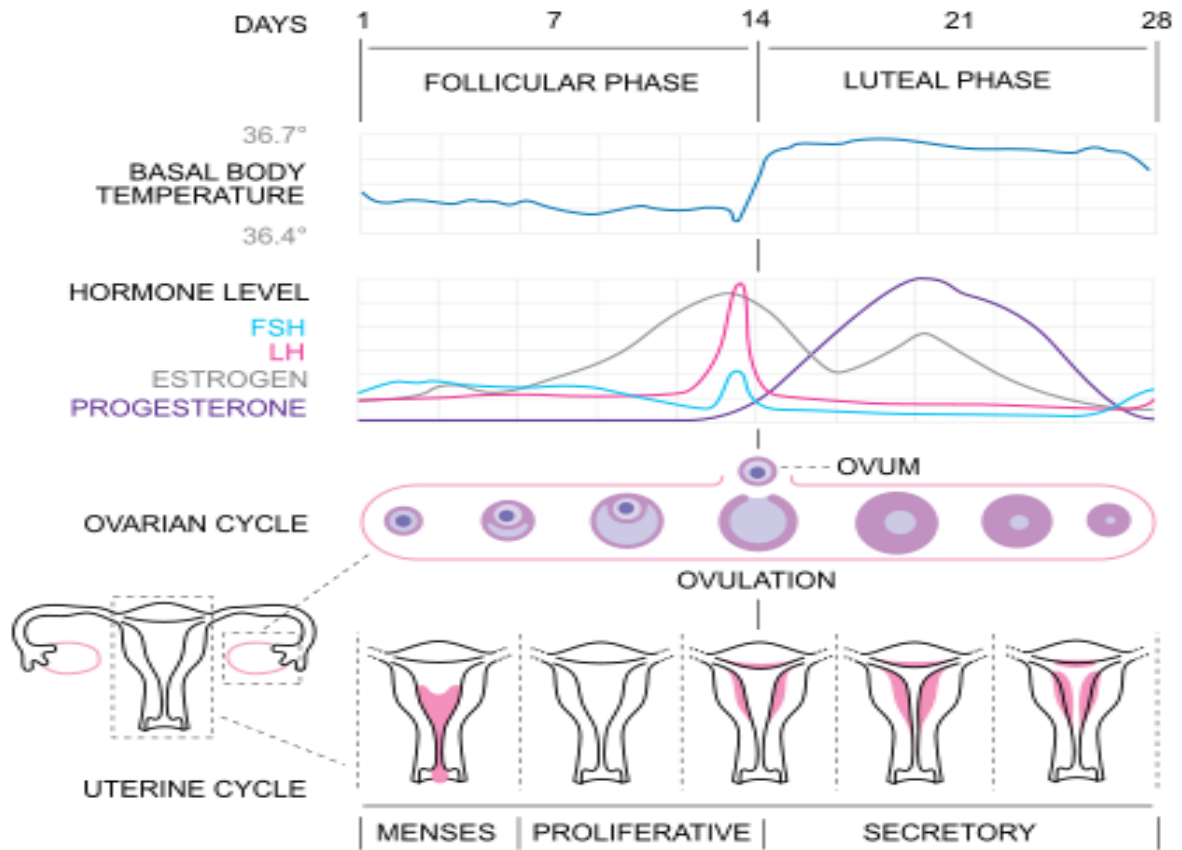 DAYS 1 7 14 21 28
FOLLICULAR PHASE LUTEAL PHASE
36.7°
BASAL BODY
TEMPERATURE
36.4°
HORMONE LEVEL
FSH
LH
ESTROGEN
PROGESTERONE
OVUM
OVARIAN CYCLE
OVULATION
UTERINE CYCLE
MENSES PROLIFERATIVE SECRETORY